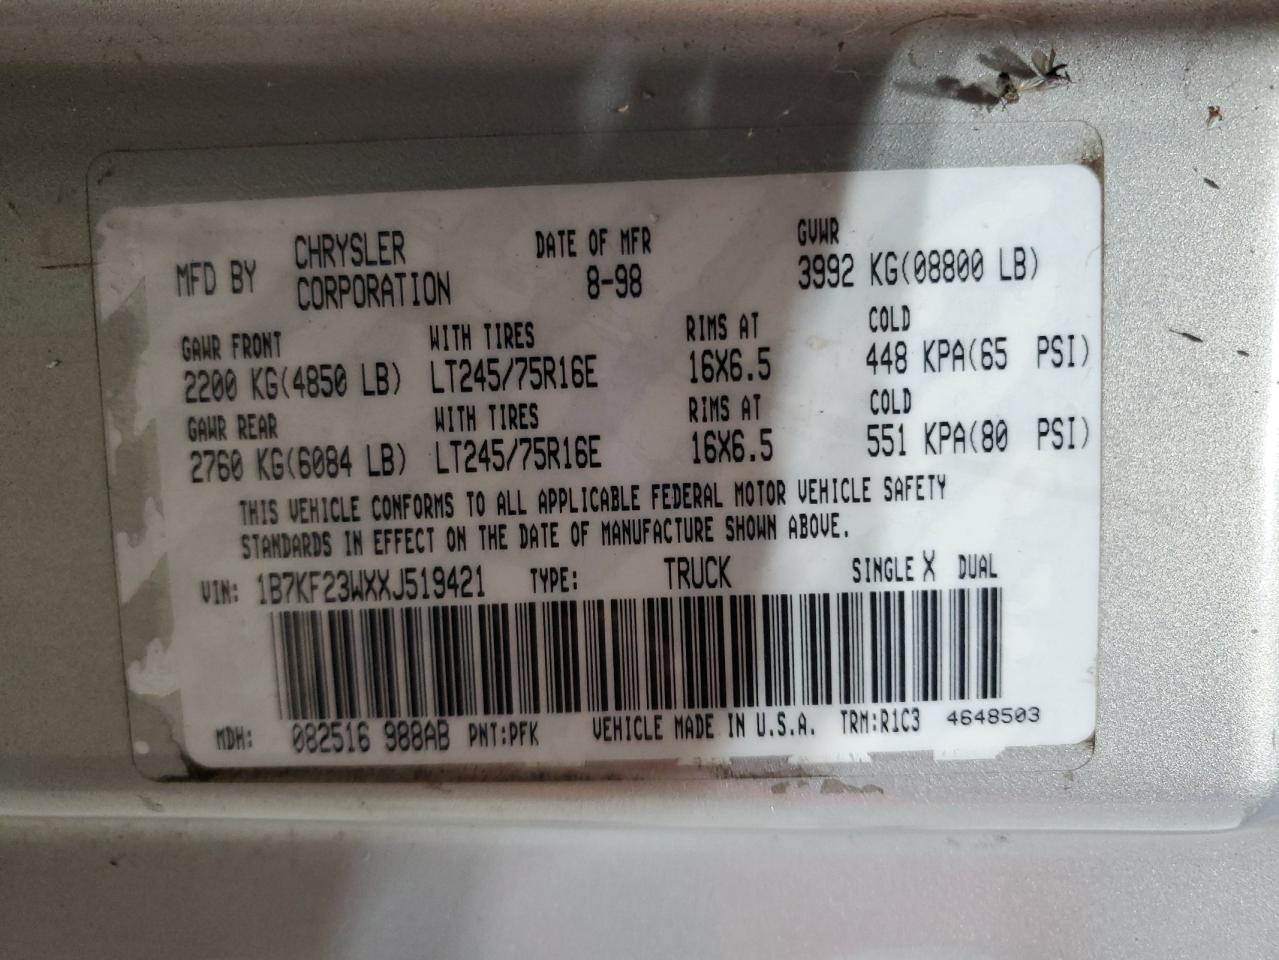 MFD BY CHRYSLER CORPORATION
DATE OF MFR
8-98
GVWR
3992 KG(08800 LB)
GAWR FRONT WITH TIRES RIMS AT COLD
2200 KG(4850 LB) LT245/75R16E 16X6.5 448 KPA(65 PSI)
GAWR REAR WITH TIRES RIMS AT COLD
2760 KG(6084 LB) LT245/75R16E 16X6.5 551 KPA(80 PSI)
THIS VEHICLE CONFORMS TO ALL APPLICABLE FEDERAL MOTOR VEHICLE SAFETY
STANDARDS IN EFFECT ON THE DATE OF MANUFACTURE SHOWN ABOVE.
VIN: 1B7KF23WXXJ519421 TYPE: TRUCK SINGLE X DUAL
MDH: 082516 988AB PNT:PFK VEHICLE MADE IN U.S.A. TRM:R1C3 4648503